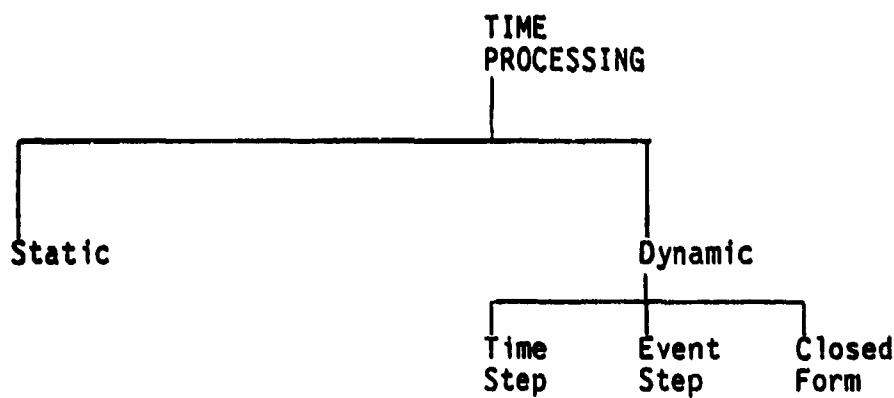 TIME
PROCESSING
Static
Dynamic
Time
Step
Event
Step
Closed
Form